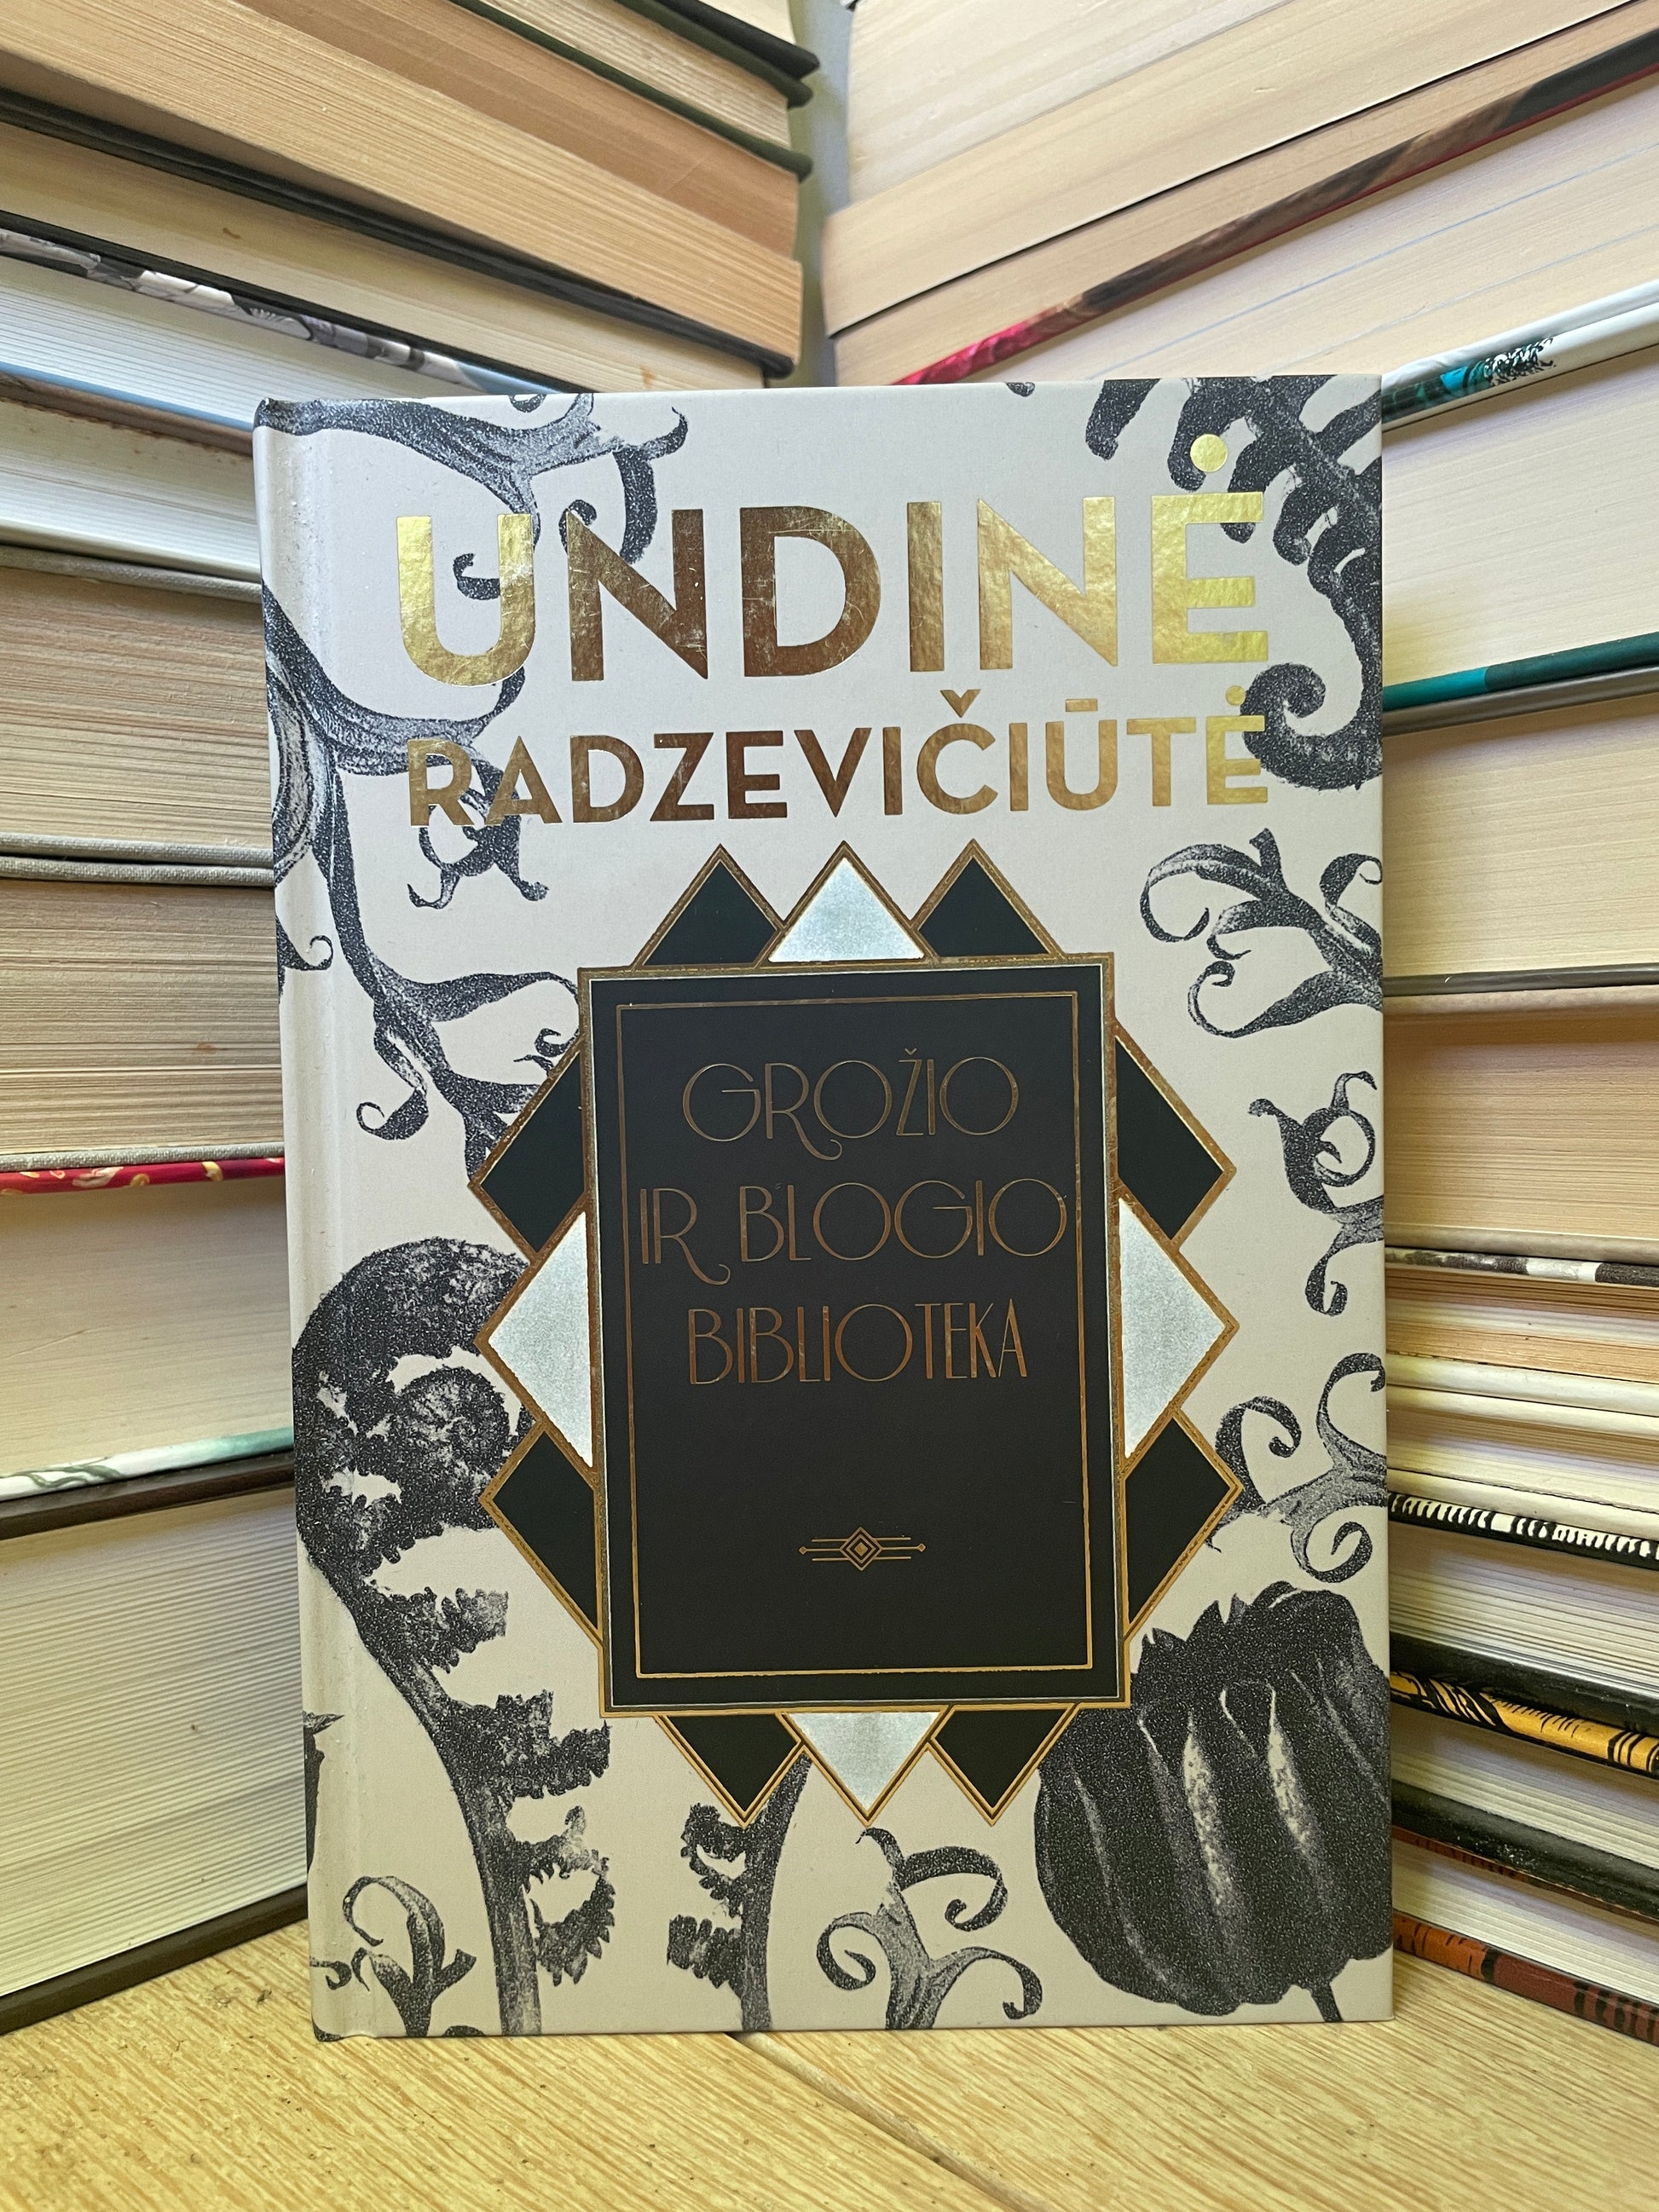 UNDINĖ
RADZEVIČIŪTĖ
GROŽIO
IR BLOGIO
BIBLIOTEKA